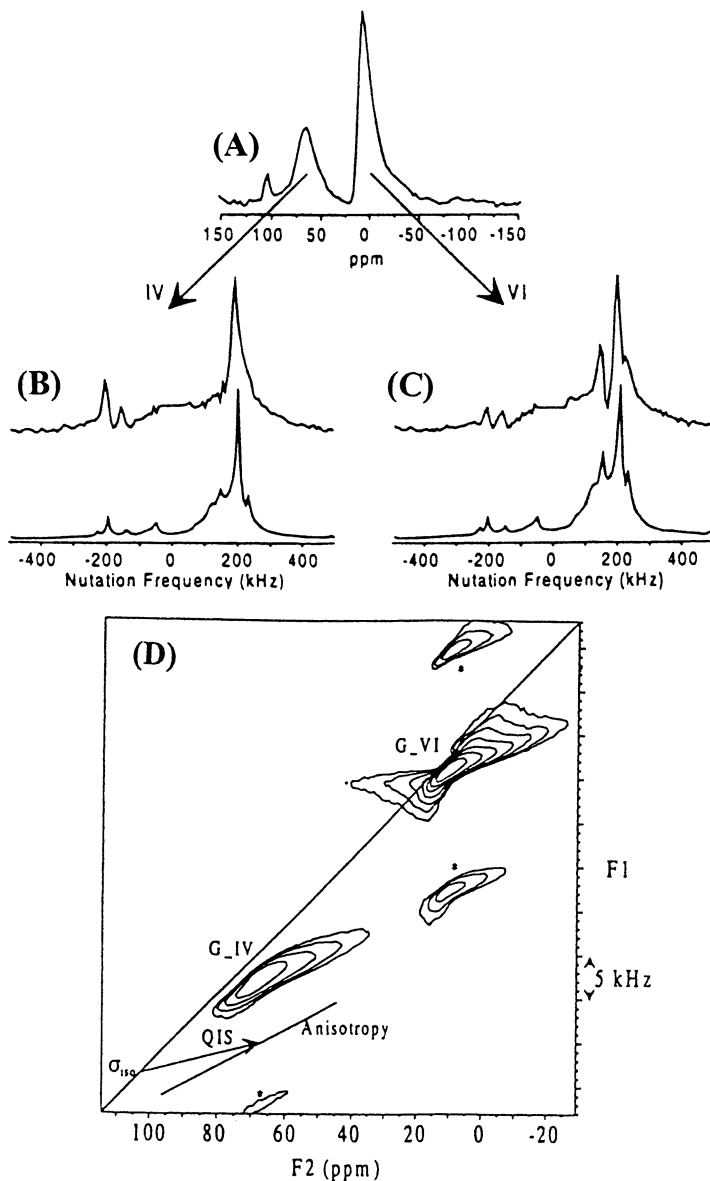 (A)
150 100 50 0 -50 -100 -150
ppm
IV
VI
(B)
(C)
-400 -200 0 200 400
Nutation Frequency (kHz)
-400 -200 0 200 400
Nutation Frequency (kHz)
(D)
*
G_VI
*
F1
G_IV
5 kHz
QIS
Anisotropy
σiso
*
100 80 60 40 20 0 -20
F2 (ppm)